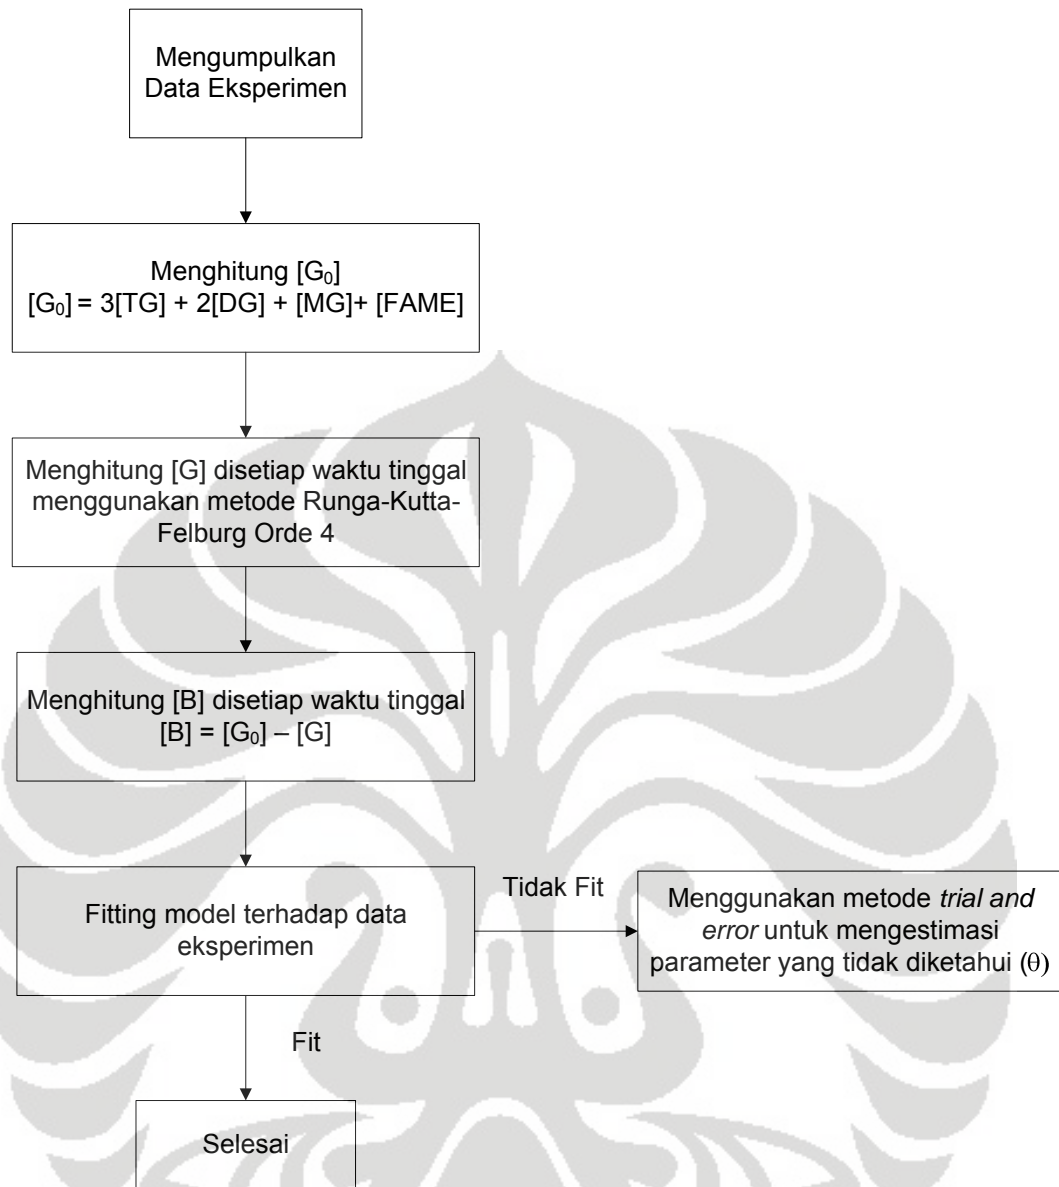 Mengumpulkan
Data Eksperimen
Menghitung [G₀]
[G₀] = 3[TG] + 2[DG] + [MG]+ [FAME]
Menghitung [G] disetiap waktu tinggal
menggunakan metode Runga-Kutta-
Felburg Orde 4
Menghitung [B] disetiap waktu tinggal
[B] = [G₀] – [G]
Fitting model terhadap data
eksperimen
Tidak Fit
Menggunakan metode trial and
error untuk mengestimasi
parameter yang tidak diketahui (θ)
Fit
Selesai